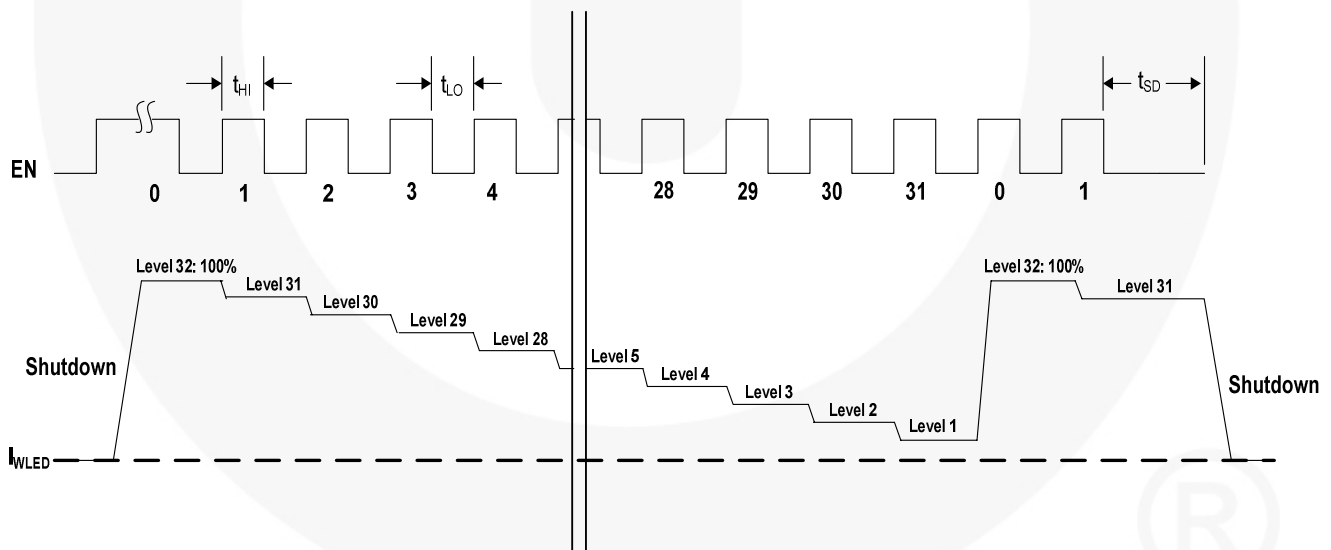 tHI
tLO
tSD
EN
0 1 2 3 4 28 29 30 31 0 1
Level 32: 100%
Level 31
Level 30
Level 29
Level 28
Level 5
Level 4
Level 3
Level 2
Level 1
Level 32: 100%
Level 31
Shutdown
Shutdown
IWLED
®